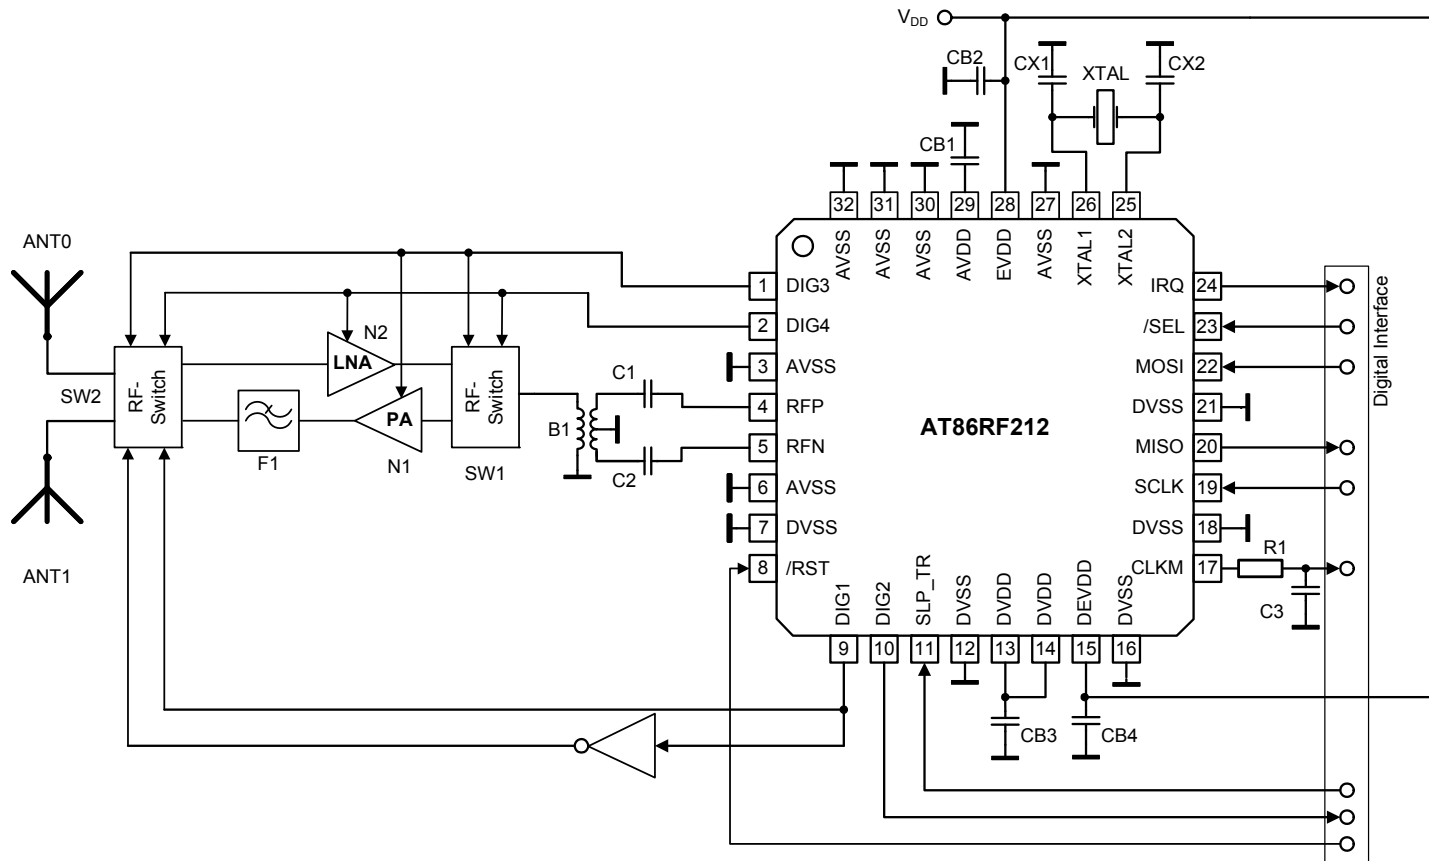 VDD
CB2
CX1
XTAL
CX2
CB1
32 31 30 29 28 27 26 25
AVSS
AVSS
AVSS
AVDD
EVDD
AVSS
XTAL1
XTAL2
ANT0
1 DIG3
2 DIG4
3 AVSS
4 RFP
5 RFN
6 AVSS
7 DVSS
8 /RST
IRQ 24
/SEL 23
MOSI 22
DVSS 21
MISO 20
SCLK 19
DVSS 18
CLKM 17
Digital Interface
AT86RF212
N2
LNA
SW2
RF-
Switch
F1
PA
N1
RF-
Switch
SW1
B1
C1
C2
ANT1
R1
C3
DIG1
DIG2
SLP_TR
DVSS
DVDD
DVDD
DEVDD
DVSS
9 10 11 12 13 14 15 16
CB3
CB4